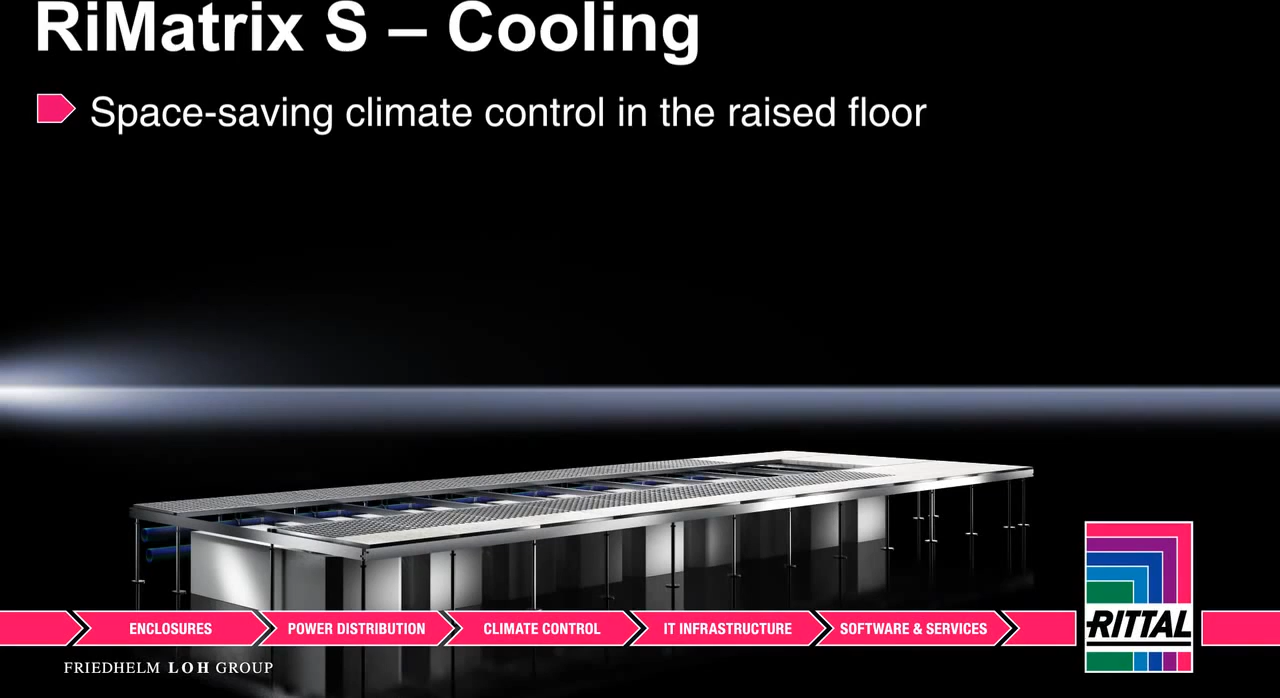 RiMatrix S – Cooling
Space-saving climate control in the raised floor
ENCLOSURES
POWER DISTRIBUTION
CLIMATE CONTROL
IT INFRASTRUCTURE
SOFTWARE & SERVICES
RITTAL
FRIEDHELM LOH GROUP